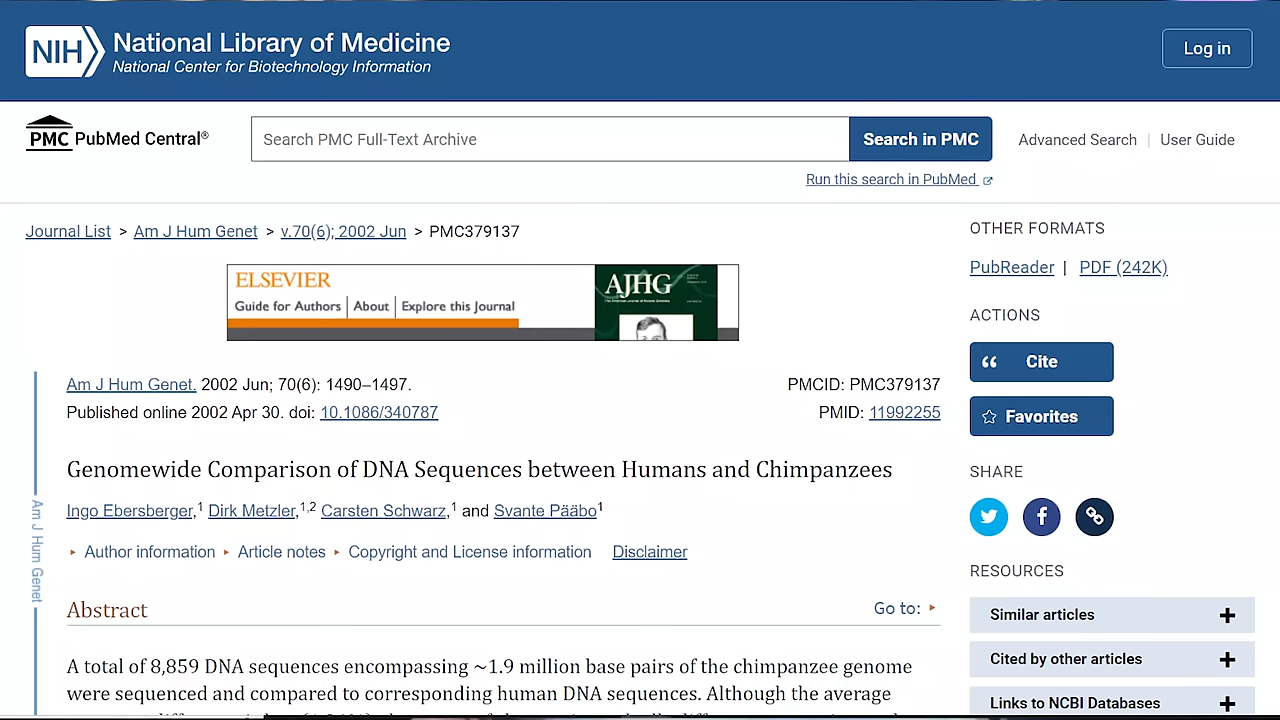 NIH National Library of Medicine
National Center for Biotechnology Information
Log in
PMC PubMed Central®
Search PMC Full-Text Archive
Search in PMC
Advanced Search | User Guide
Run this search in PubMed
Journal List > Am J Hum Genet > v.70(6); 2002 Jun > PMC379137
ELSEVIER
Guide for Authors | About | Explore this Journal
AJHG
Am J Hum Genet. 2002 Jun; 70(6): 1490–1497.
PMCID: PMC379137
Published online 2002 Apr 30. doi: 10.1086/340787
PMID: 11992255
Genomewide Comparison of DNA Sequences between Humans and Chimpanzees
Ingo Ebersberger,1 Dirk Metzler,1,2 Carsten Schwarz,1 and Svante Pääbo1
Author information Article notes Copyright and License information Disclaimer
Am J Hum Genet
Abstract
Go to:
A total of 8,859 DNA sequences encompassing ~1.9 million base pairs of the chimpanzee genome
were sequenced and compared to corresponding human DNA sequences. Although the average
OTHER FORMATS
PubReader | PDF (242K)
ACTIONS
Cite
Favorites
SHARE
RESOURCES
Similar articles
Cited by other articles
Links to NCBI Databases